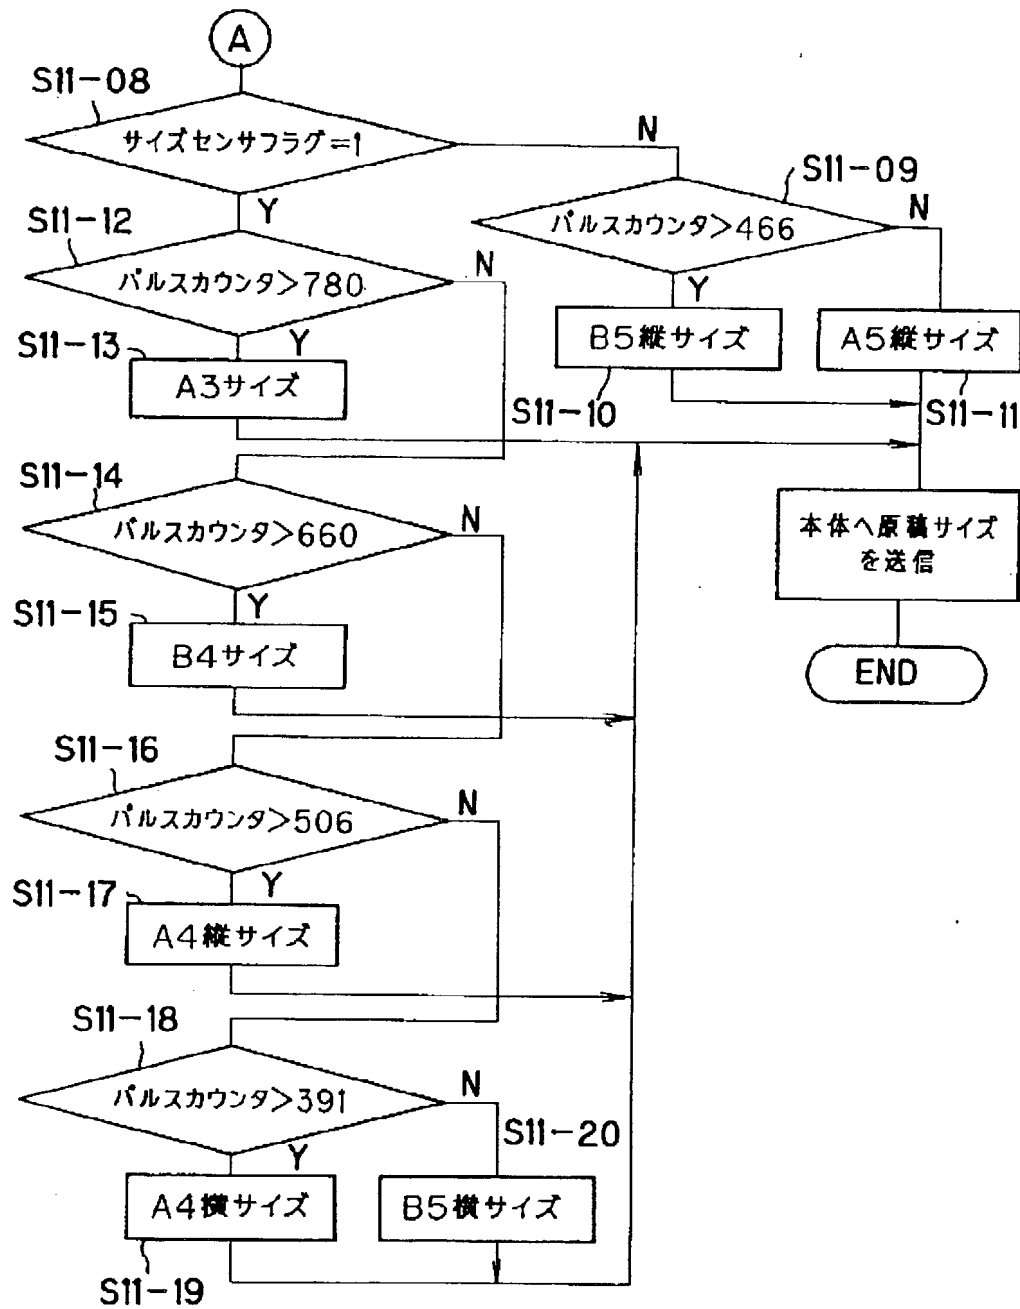 A
S11-08
サイズセンサフラグ=1
N
Y
S11-09
パルスカウンタ>466
N
Y
S11-12
パルスカウンタ>780
N
Y
S11-13
A3サイズ
B5縦サイズ
S11-10
A5縦サイズ
S11-11
S11-14
パルスカウンタ>660
N
Y
S11-15
B4サイズ
本体へ原稿サイズ
を送信
END
S11-16
パルスカウンタ>506
N
Y
S11-17
A4縦サイズ
S11-18
パルスカウンタ>391
N
Y
S11-20
A4横サイズ
B5横サイズ
S11-19